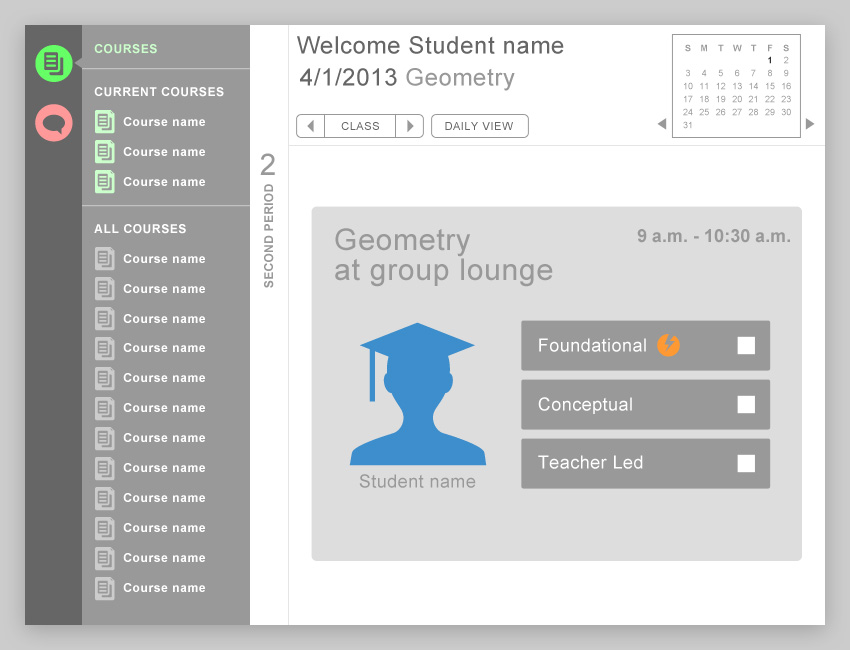 COURSES
CURRENT COURSES
Course name
Course name
Course name
ALL COURSES
Course name
Course name
Course name
Course name
Course name
Course name
Course name
Course name
Course name
Course name
Course name
Course name
2
SECOND PERIOD
Welcome Student name
4/1/2013 Geometry
CLASS
DAILY VIEW
S M T W T F S
1 2
3 4 5 6 7 8 9
10 11 12 13 14 15 16
17 18 19 20 21 22 23
24 25 26 27 28 29 30
31
Geometry
at group lounge
9 a.m. - 10:30 a.m.
Student name
Foundational
Conceptual
Teacher Led